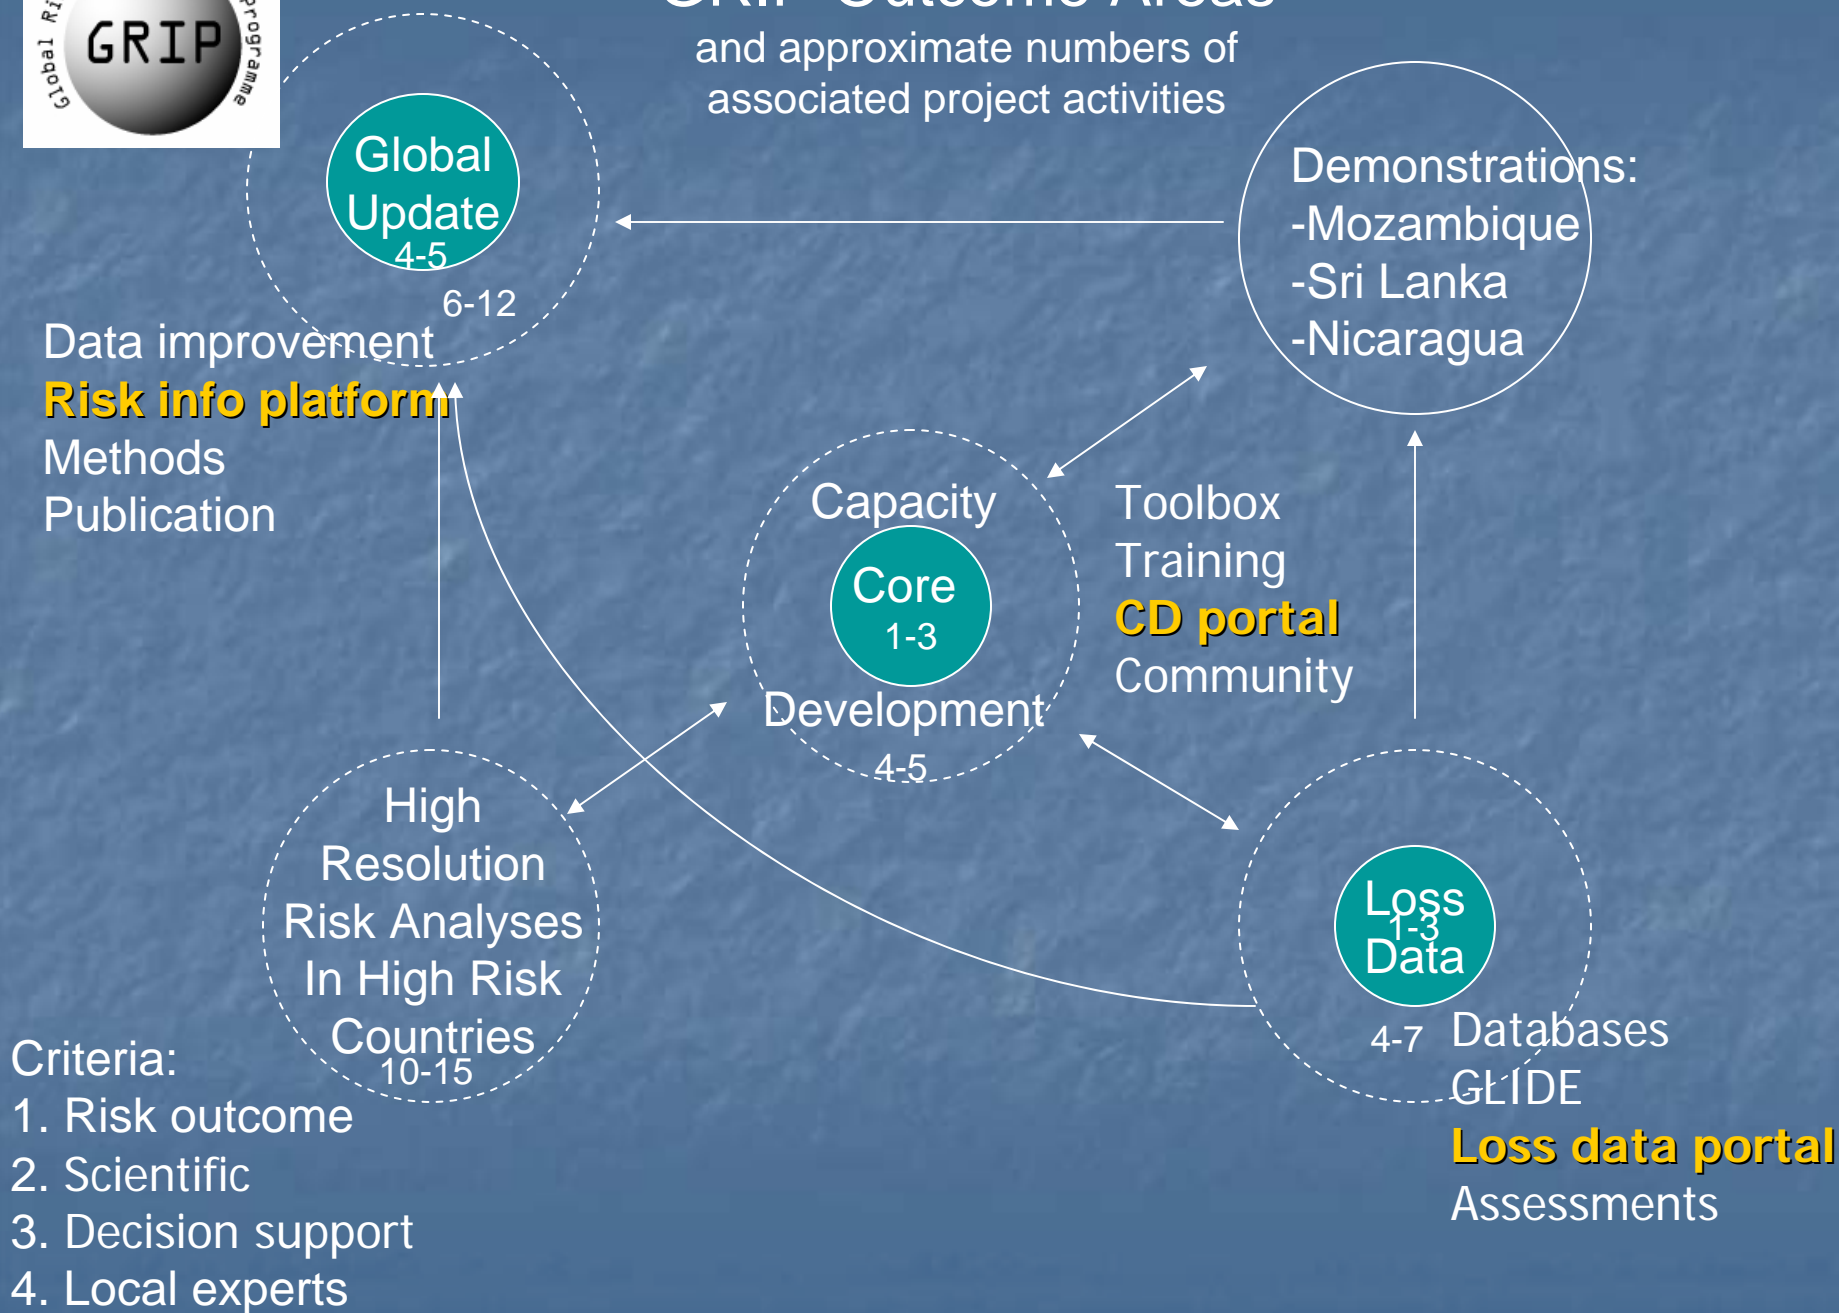 GRIP Outcome Areas
and approximate numbers of
associated project activities
Global Ri
GRIP
Programme
Global
Update
4-5
6-12
Data improvement
Risk info platform
Methods
Publication
Demonstrations:
-Mozambique
-Sri Lanka
-Nicaragua
Capacity
Core
1-3
Development
4-5
Toolbox
Training
CD portal
Community
High
Resolution
Risk Analyses
In High Risk
Countries
10-15
Loss
1-3
Data
4-7
Databases
GLIDE
Loss data portal
Assessments
Criteria:
1. Risk outcome
2. Scientific
3. Decision support
4. Local experts